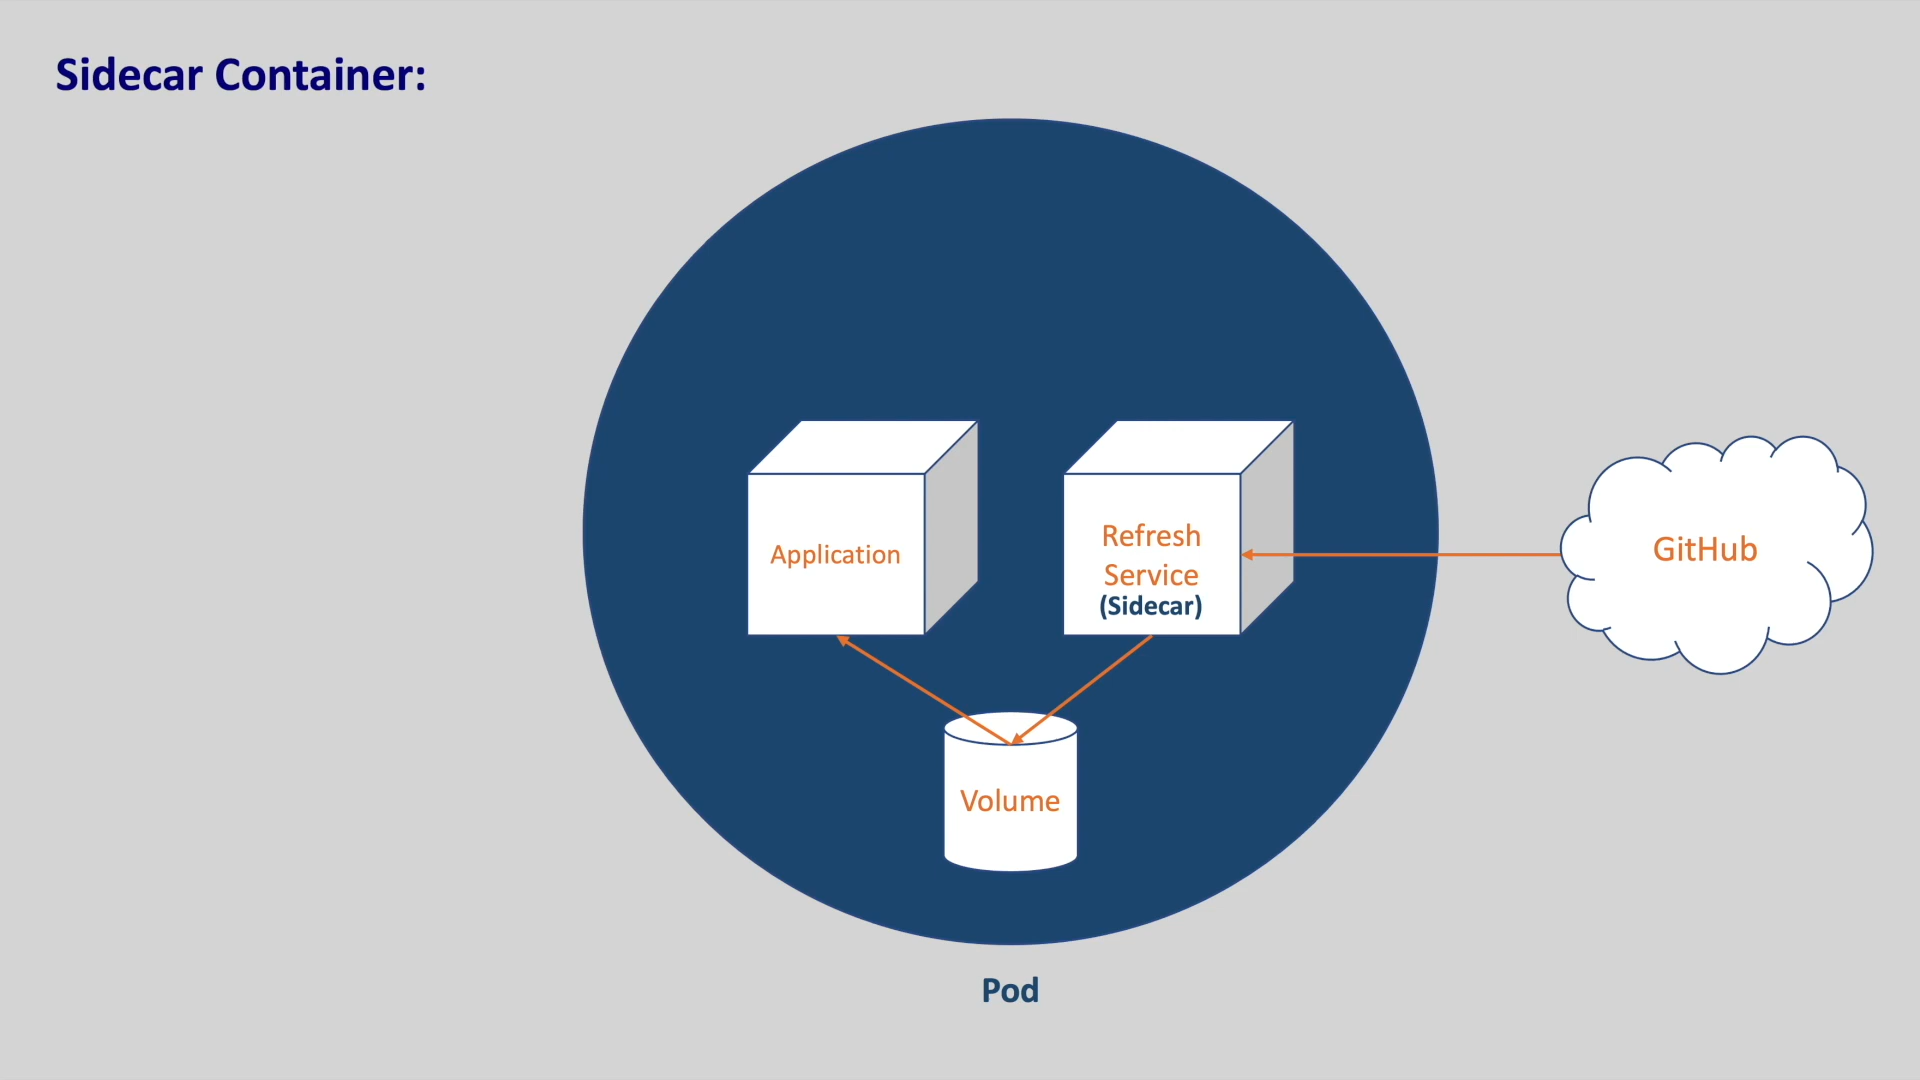 Sidecar Container:
Application
Refresh
Service
(Sidecar)
GitHub
Volume
Pod